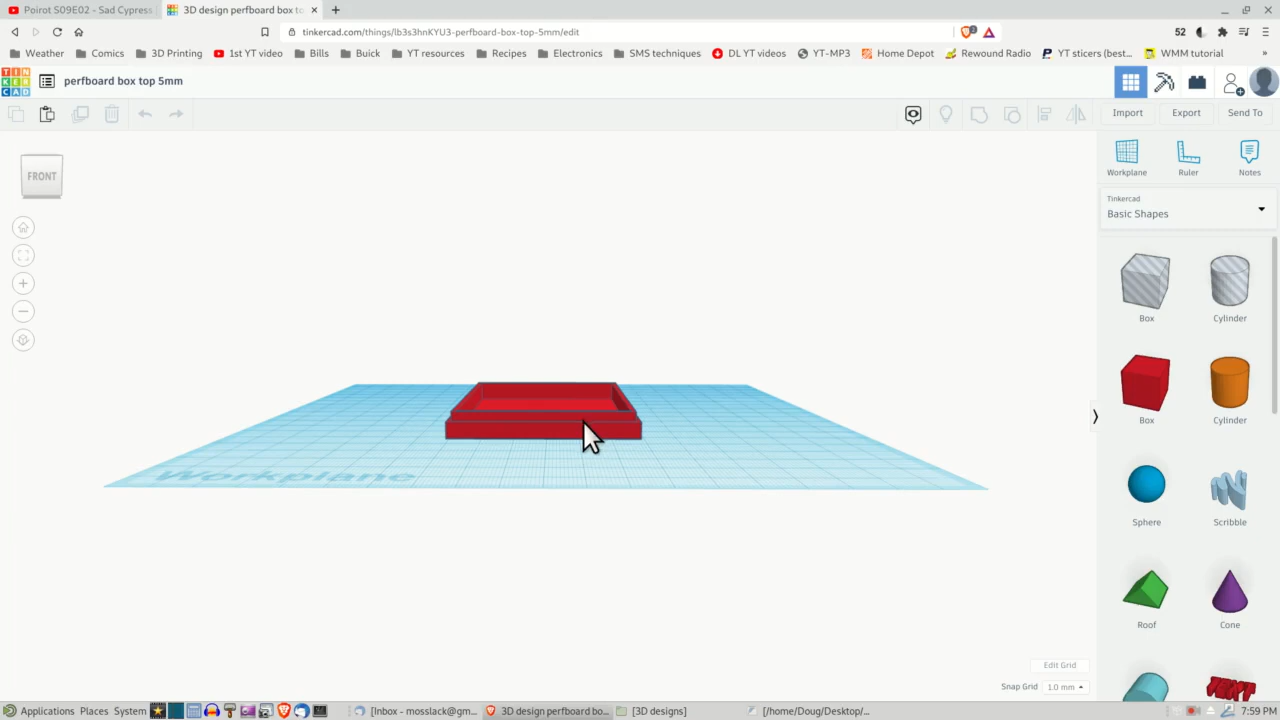 Poirot S09E02 - Sad Cypress
3D design perfboard box to
tinkercad.com/things/lb3s3hnKYU3-perfboard-box-top-5mm/edit
52
Weather Comics 3D Printing 1st YT video Bills Buick YT resources Recipes Electronics SMS techniques DL YT videos YT-MP3 Home Depot Rewound Radio YT sticers (best... WMM tutorial »
TINKERCAD
perfboard box top 5mm
Import Export Send To
FRONT
Workplane Ruler Notes
Tinkercad
Basic Shapes
Box Cylinder
Box Cylinder
Sphere Scribble
Roof Cone
TEXT
Workplane
Edit Grid
Snap Grid 1.0 mm
Applications Places System [Inbox - mosslack@gm... 3D design perfboard bo... [3D designs] [/home/Doug/Desktop/... 7:59 PM